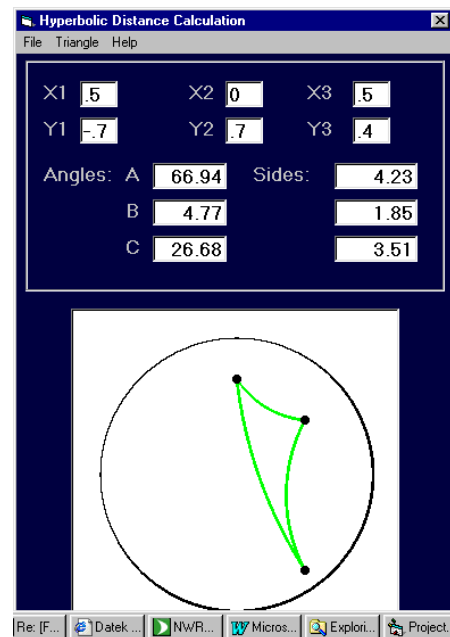 Hyperbolic Distance Calculation
File Triangle Help
X1 .5 X2 0 X3 .5
Y1 -.7 Y2 .7 Y3 .4
Angles: A 66.94 Sides: 4.23
B 4.77 1.85
C 26.68 3.51
Re: [F... Datek ... NWR... Micros... Explori... Project.